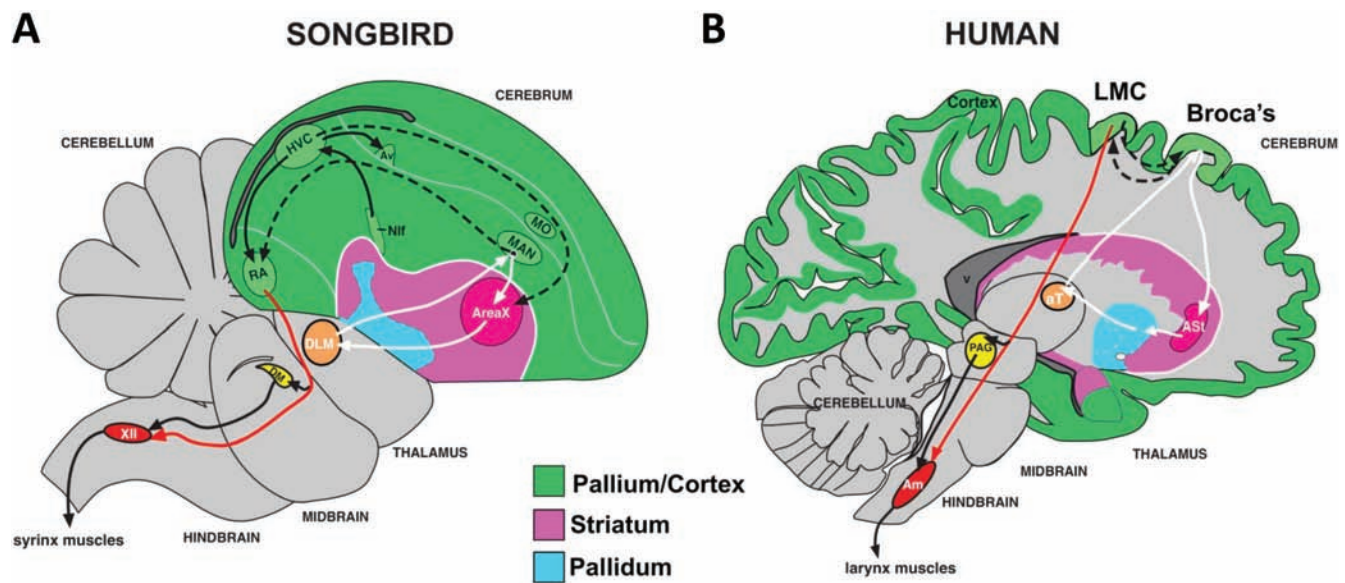 A
SONGBIRD
CEREBELLUM
CEREBRUM
HVC
Av
NIf
MO
MAN
RA
AreaX
DLM
DM
XII
THALAMUS
MIDBRAIN
HINDBRAIN
syrinx muscles
Pallium/Cortex
Striatum
Pallidum
B
HUMAN
Cortex
LMC
Broca's
CEREBRUM
V
aT
ASt
PAG
CEREBELLUM
Am
THALAMUS
MIDBRAIN
HINDBRAIN
larynx muscles